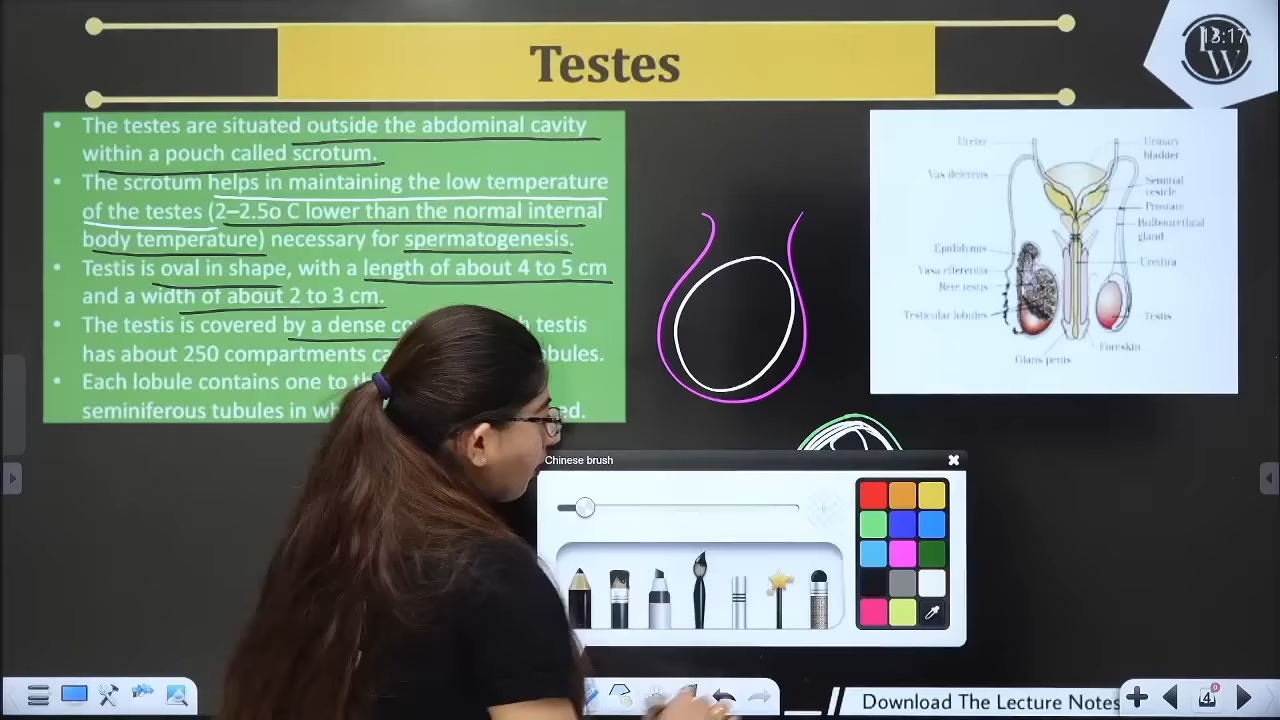 Testes
13:17
PW
• The testes are situated outside the abdominal cavity
within a pouch called scrotum.
• The scrotum helps in maintaining the low temperature
of the testes (2–2.5o C lower than the normal internal
body temperature) necessary for spermatogenesis.
• Testis is oval in shape, with a length of about 4 to 5 cm
and a width of about 2 to 3 cm.
• The testis is covered by a dense testis
has about 250 compartments
• Each lobule contains one to
seminiferous tubules in
Ureter
Vas deferens
Epididymis
Vasa efferentia
Rete testis
Testicular lobules
Glans penis
Urinary
bladder
Seminal
vesicle
Prostate
Bulbourethral
gland
Urethra
Testis
Foreskin
Chinese brush
Download The Lecture Notes
4